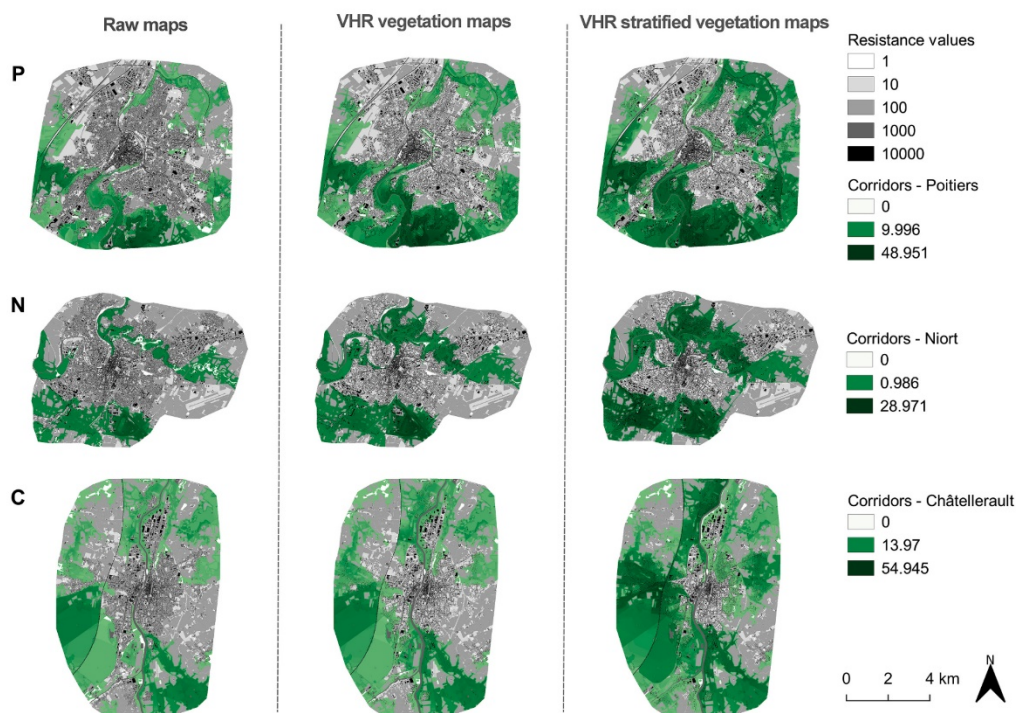 Raw maps
VHR vegetation maps
VHR stratified vegetation maps
P
N
C
Resistance values
1
10
100
1000
10000
Corridors - Poitiers
0
9.996
48.951
Corridors - Niort
0
0.986
28.971
Corridors - Châtellerault
0
13.97
54.945
N
0 2 4 km